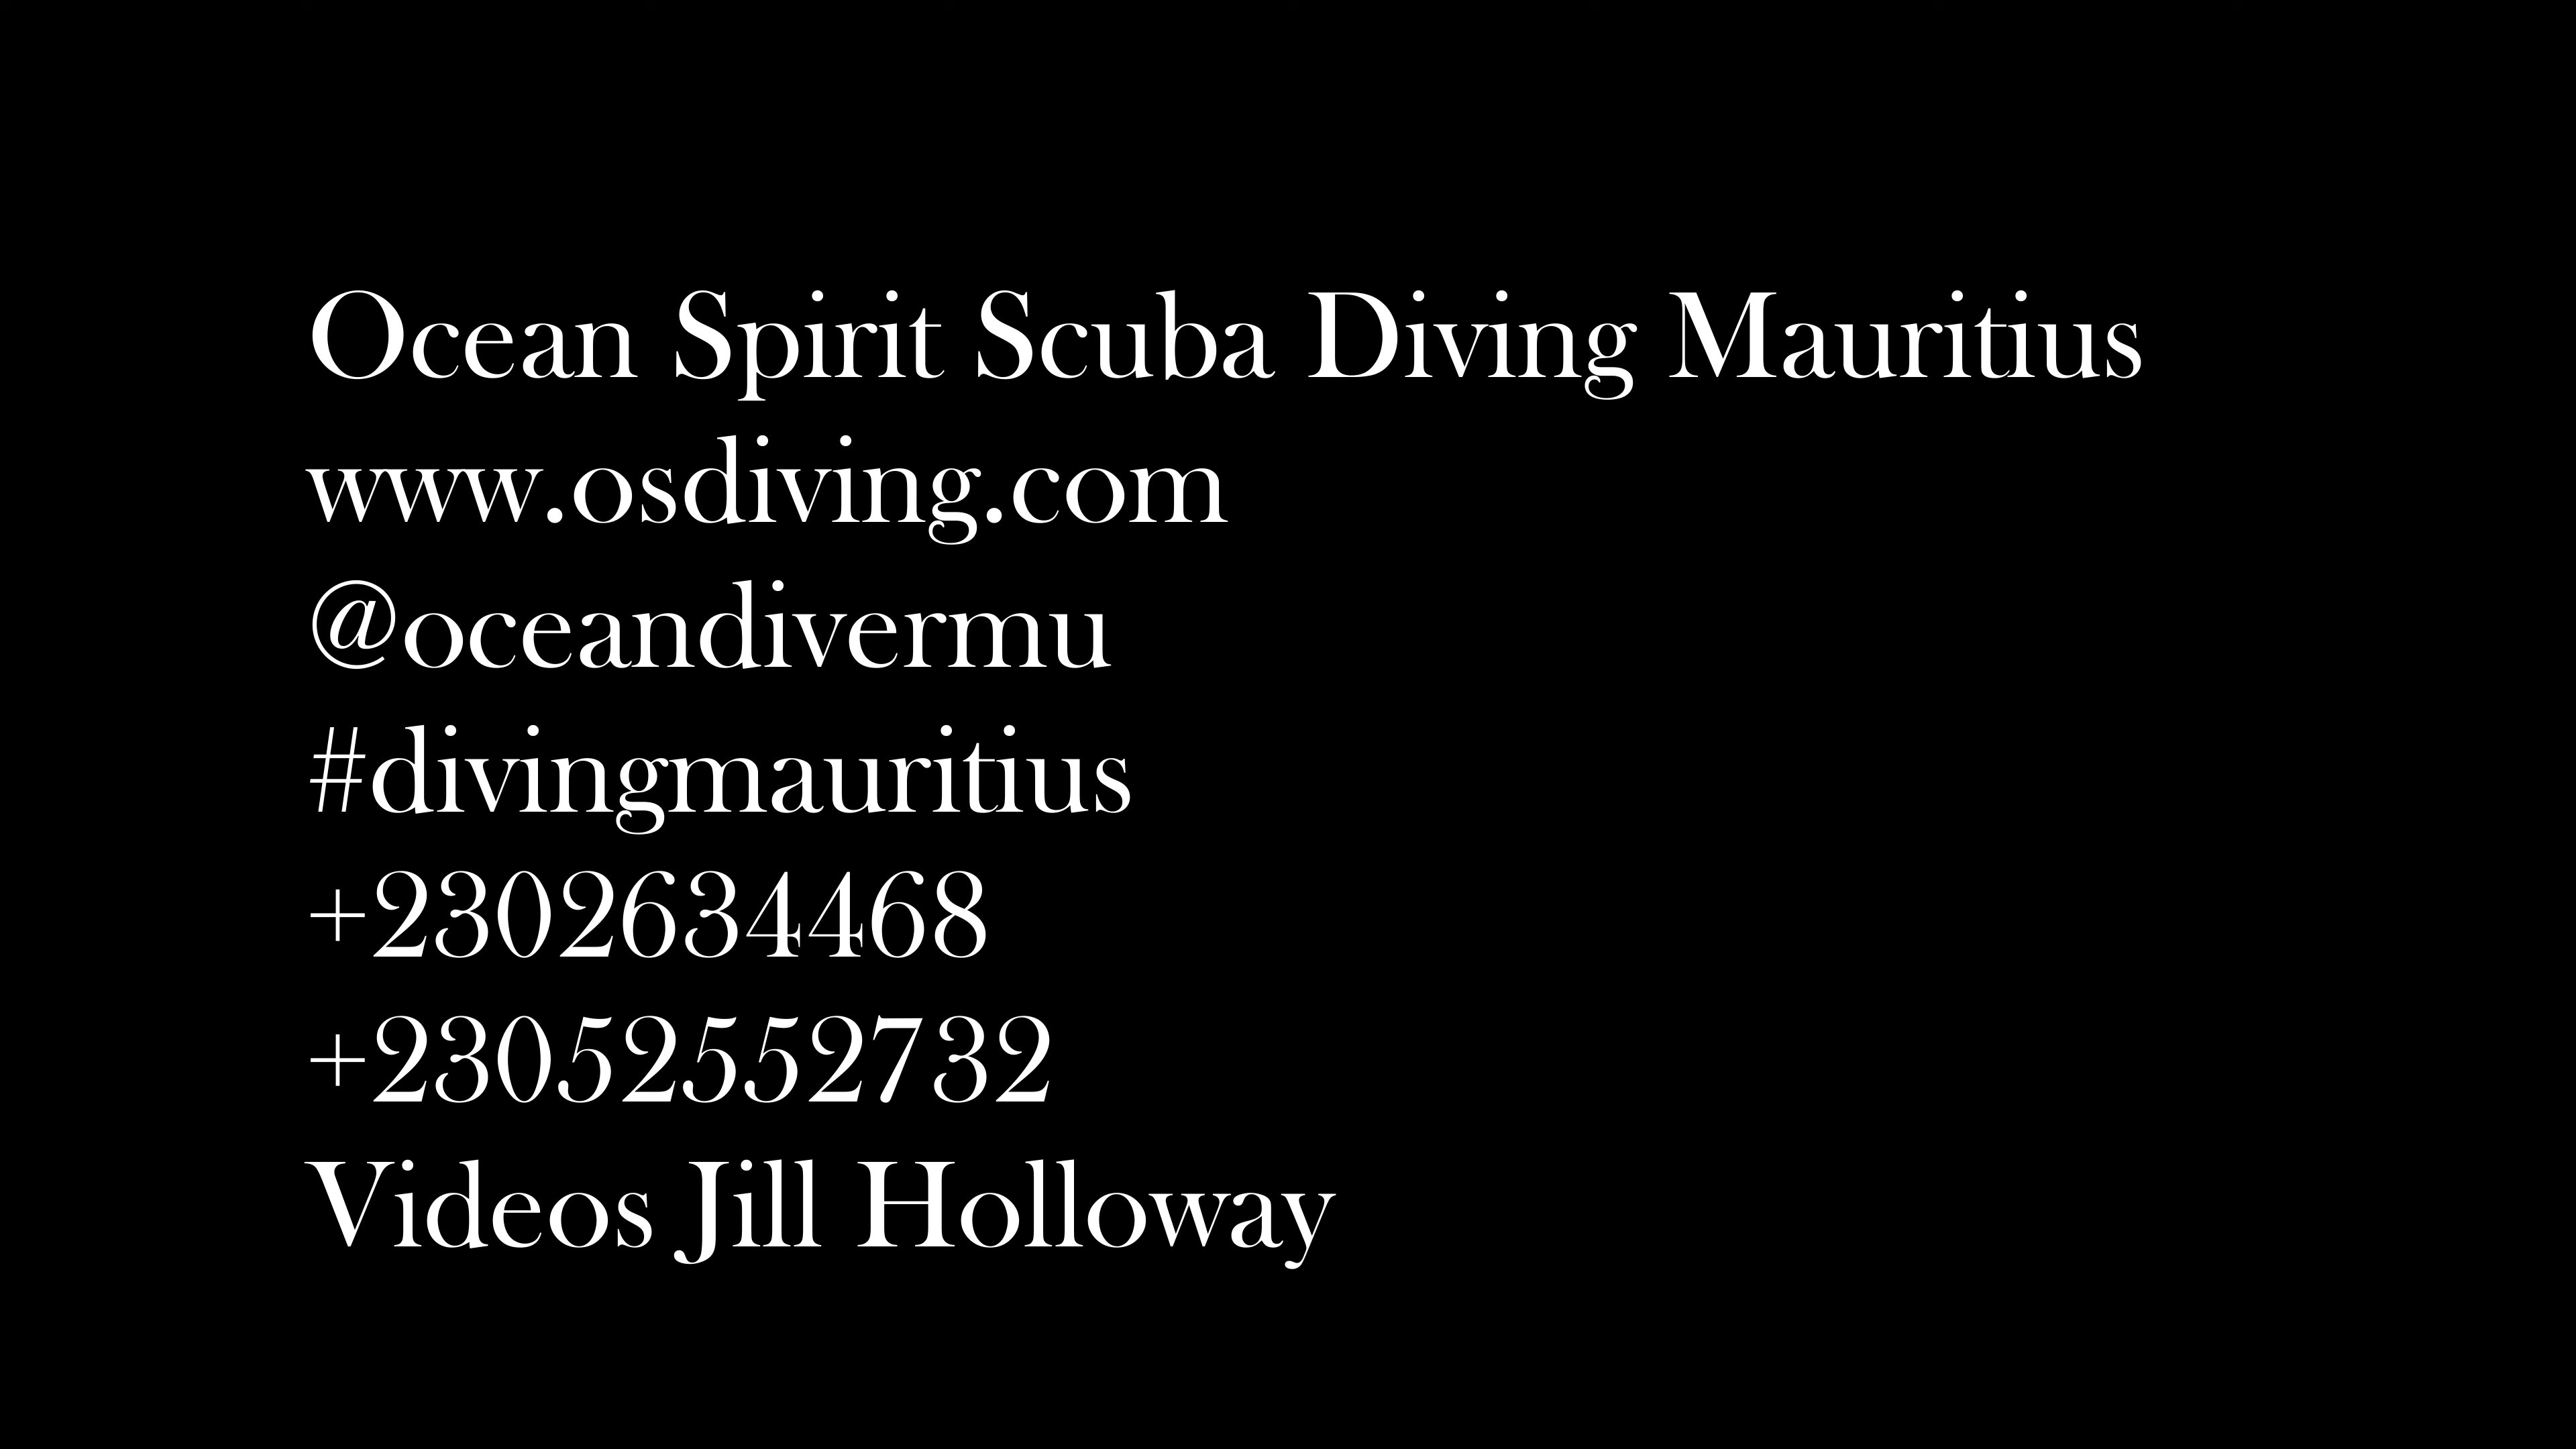 Ocean Spirit Scuba Diving Mauritius
www.osdiving.com
@oceandivermu
#divingmauritius
+2302634468
+23052552732
Videos Jill Holloway